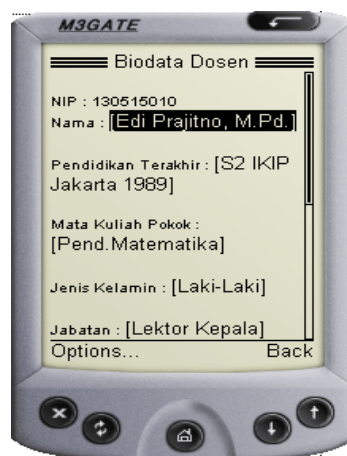 M3GATE
Biodata Dosen
NIP : 130515010
Nama : [Edi Prajitno, M.Pd.]
Pendidikan Terakhir : [S2 IKIP
Jakarta 1989]
Mata Kuliah Pokok :
[Pend.Matematika]
Jenis Kelamin : [Laki-Laki]
Jabatan : [Lektor Kepala]
Options... Back